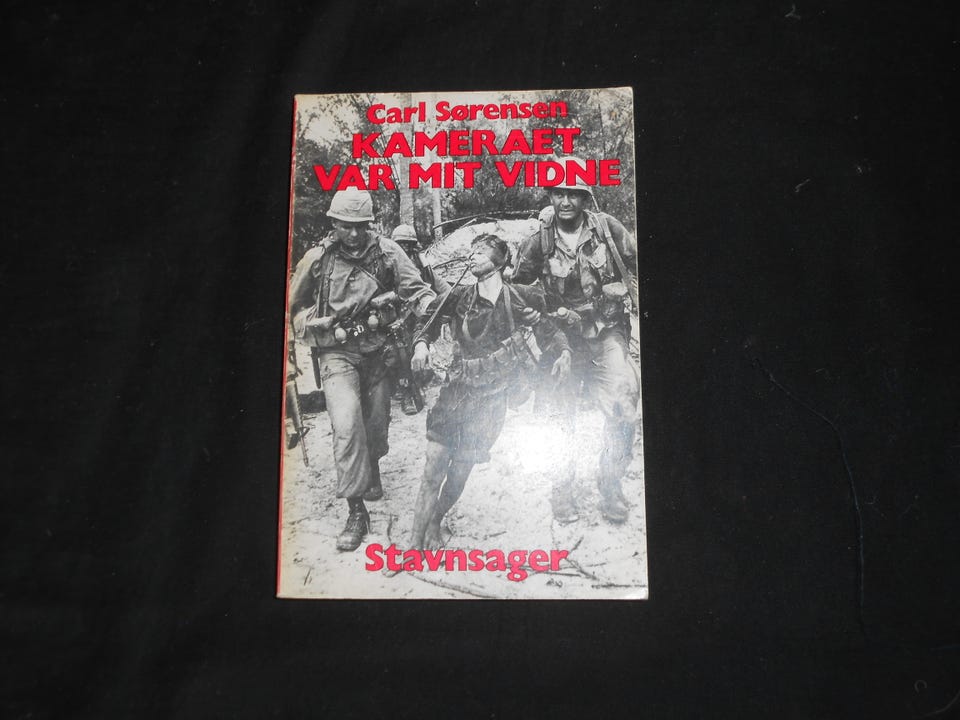 Carl Sørensen
KAMERAET
VAR MIT VIDNE
Stavnsager